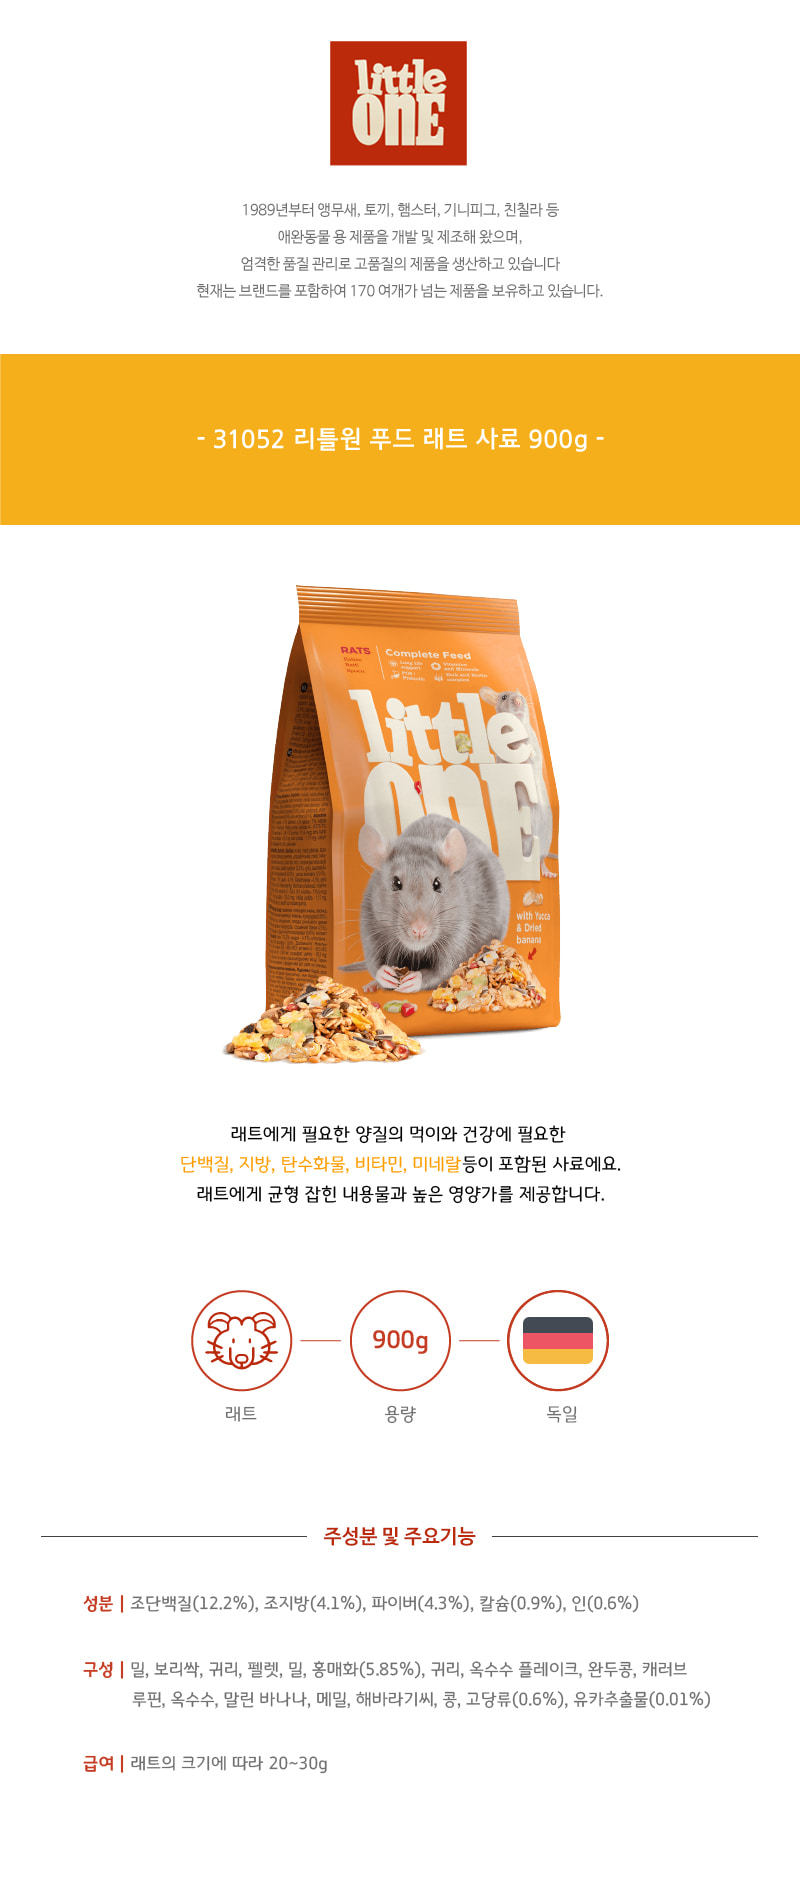 little
ONE
1989년부터 앵무새, 토끼, 햄스터, 기니피그, 친칠라 등
애완동물 용 제품을 개발 및 제조해 왔으며,
엄격한 품질 관리로 고품질의 제품을 생산하고 있습니다
현재는 브랜드를 포함하여 170 여개가 넘는 제품을 보유하고 있습니다.
- 31052 리틀원 푸드 래트 사료 900g -
RATS
Complete Feed
little
ONE
with Yucca
& Dried
banana
래트에게 필요한 양질의 먹이와 건강에 필요한
단백질, 지방, 탄수화물, 비타민, 미네랄등이 포함된 사료에요.
래트에게 균형 잡힌 내용물과 높은 영양가를 제공합니다.
900g
래트
용량
독일
주성분 및 주요기능
성분 | 조단백질(12.2%), 조지방(4.1%), 파이버(4.3%), 칼슘(0.9%), 인(0.6%)
구성 | 밀, 보리싹, 귀리, 펠렛, 밀, 홍매화(5.85%), 귀리, 옥수수 플레이크, 완두콩, 캐러브
루핀, 옥수수, 말린 바나나, 메밀, 해바라기씨, 콩, 고당류(0.6%), 유카추출물(0.01%)
급여 | 래트의 크기에 따라 20~30g